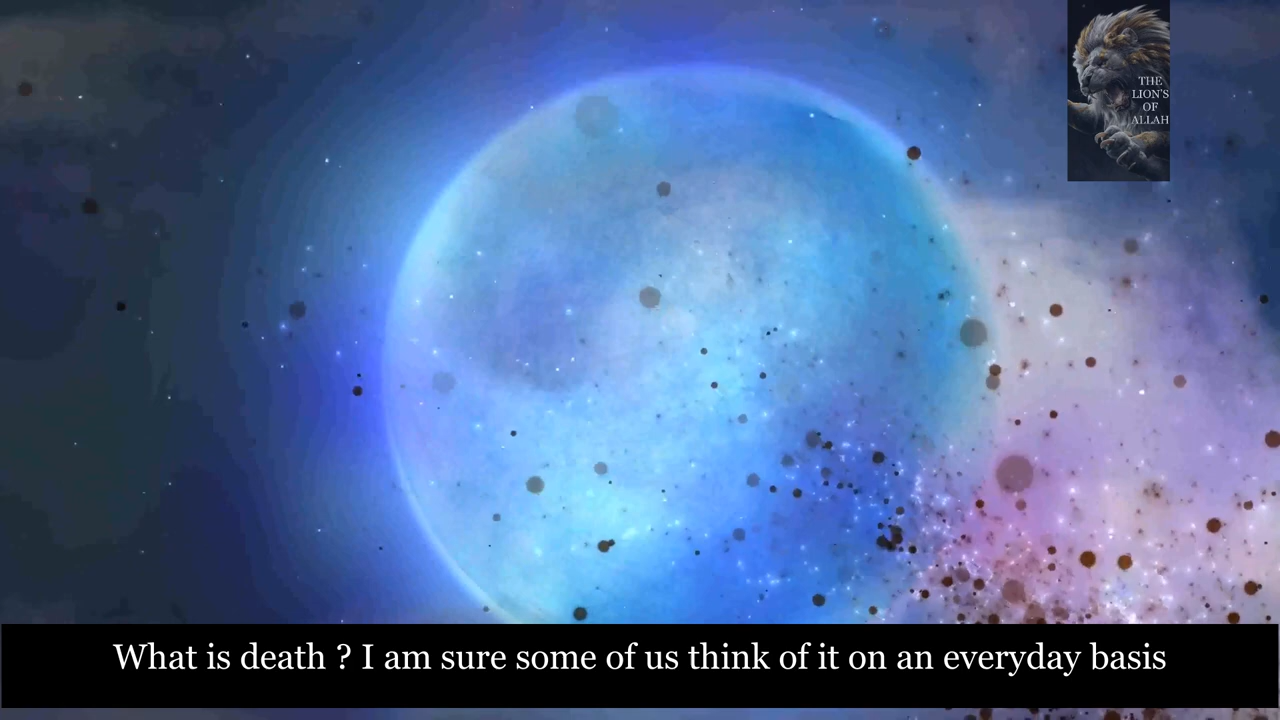 THE
LION'S
OF
ALLAH
What is death ? I am sure some of us think of it on an everyday basis